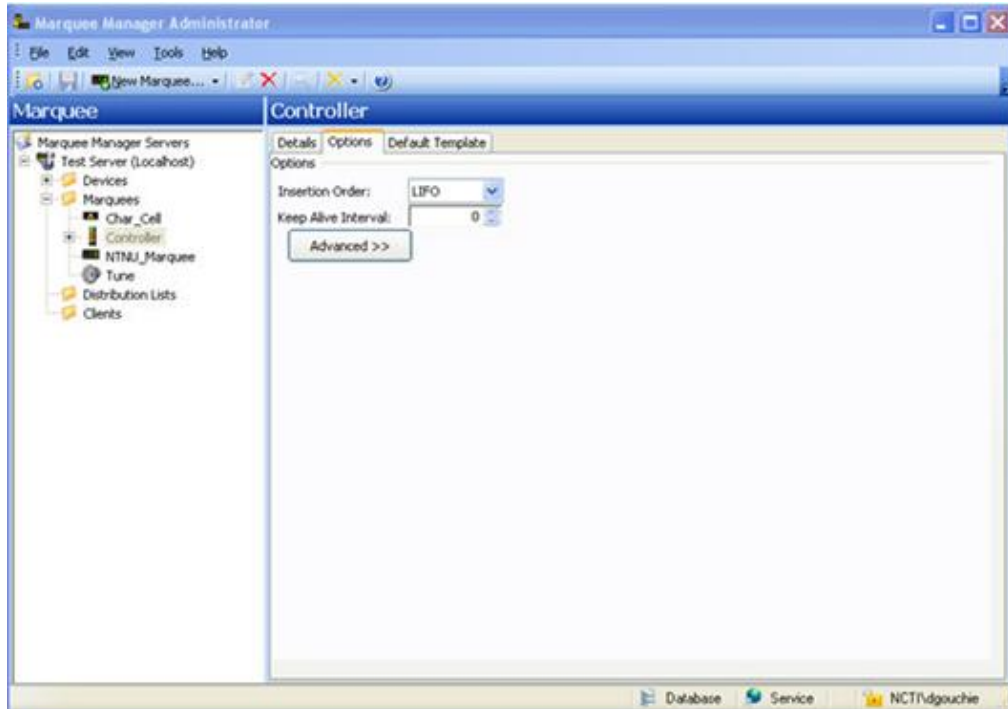 Marquee Manager Administrator
File Edit View Tools Help
New Marquee...
Marquee
Controller
Marquee Manager Servers
Test Server (Localhost)
Devices
Marquees
Char_Cell
Controller
NTNU_Marquee
Tune
Distribution Lists
Clients
Details Options Default Template
Options
Insertion Order: LIFO
Keep Alive Interval: 0
Advanced >>
Database Service NCTI\dgouchie